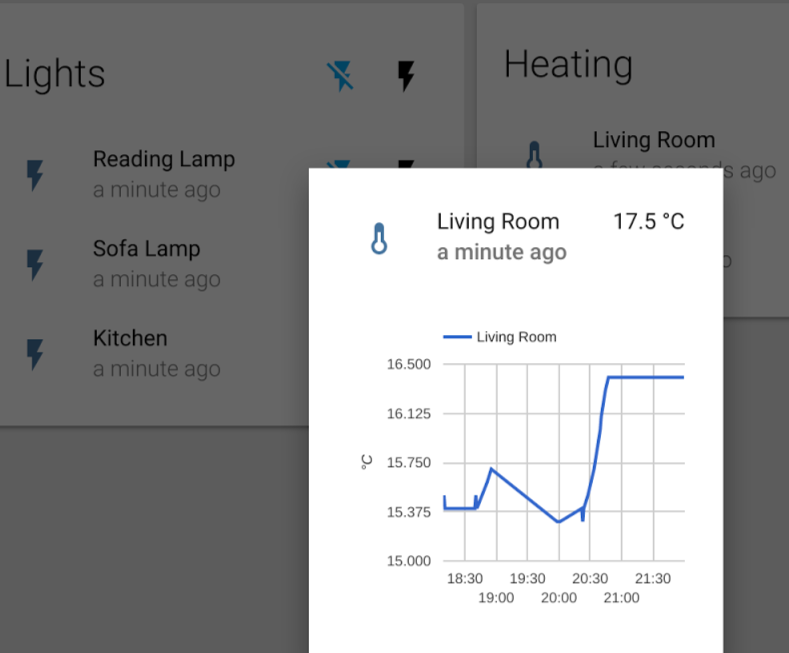 Lights
Reading Lamp
a minute ago
Sofa Lamp
a minute ago
Kitchen
a minute ago
Heating
Living Room
a few seconds ago
Living Room 17.5 °C
a minute ago
Living Room
°C
16.500
16.125
15.750
15.375
15.000
18:30 19:30 20:30 21:30
19:00 20:00 21:00